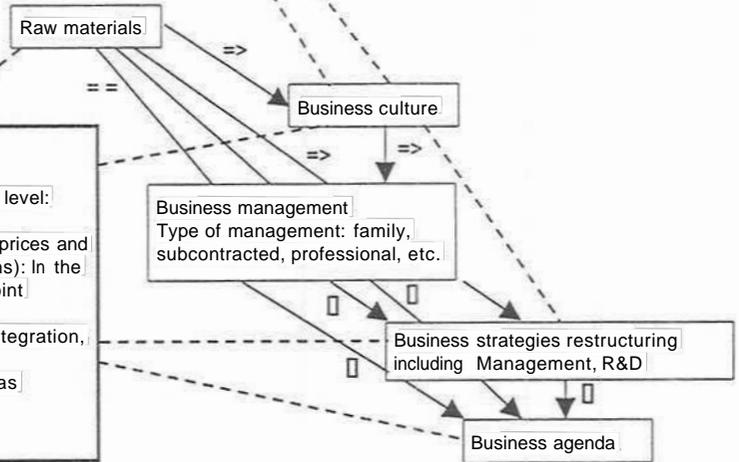 Raw materials
=>
= =
Business culture
=>
=>
level:
Business management
Type of management: family,
subcontracted, professional, etc.
prices and
ns): In the
oint
tegration,
as
Business strategies restructuring
including Management, R&D
Business agenda